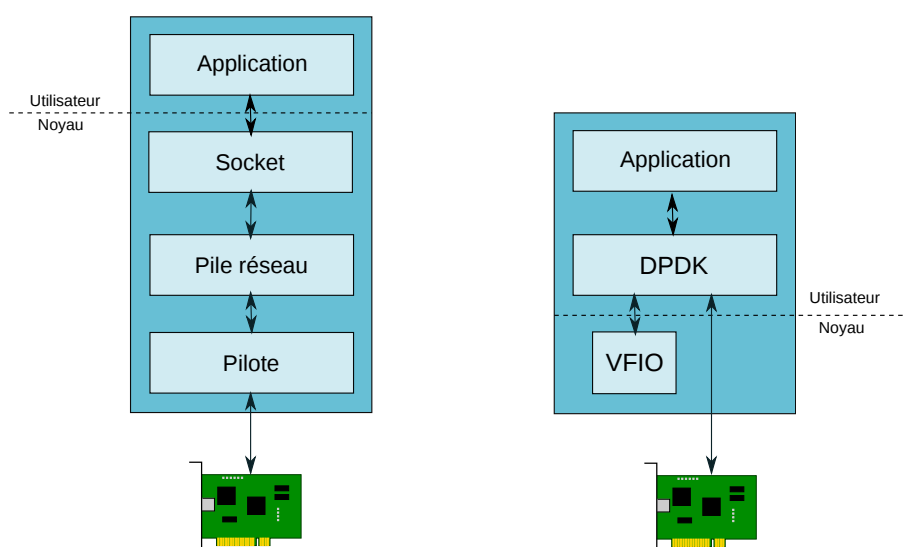 Application
Utilisateur
Noyau
Socket
Pile réseau
Pilote
Application
DPDK
Utilisateur
Noyau
VFIO